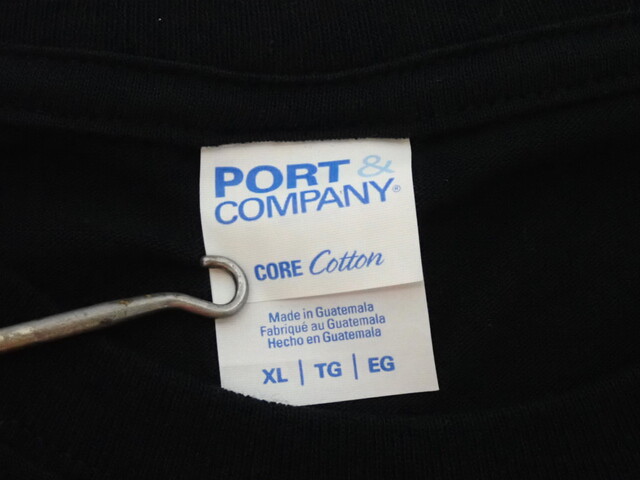 PORT &
COMPANY®
CORE Cotton
Made in Guatemala
Fabriqué au Guatemala
Hecho en Guatemala
XL | TG | EG